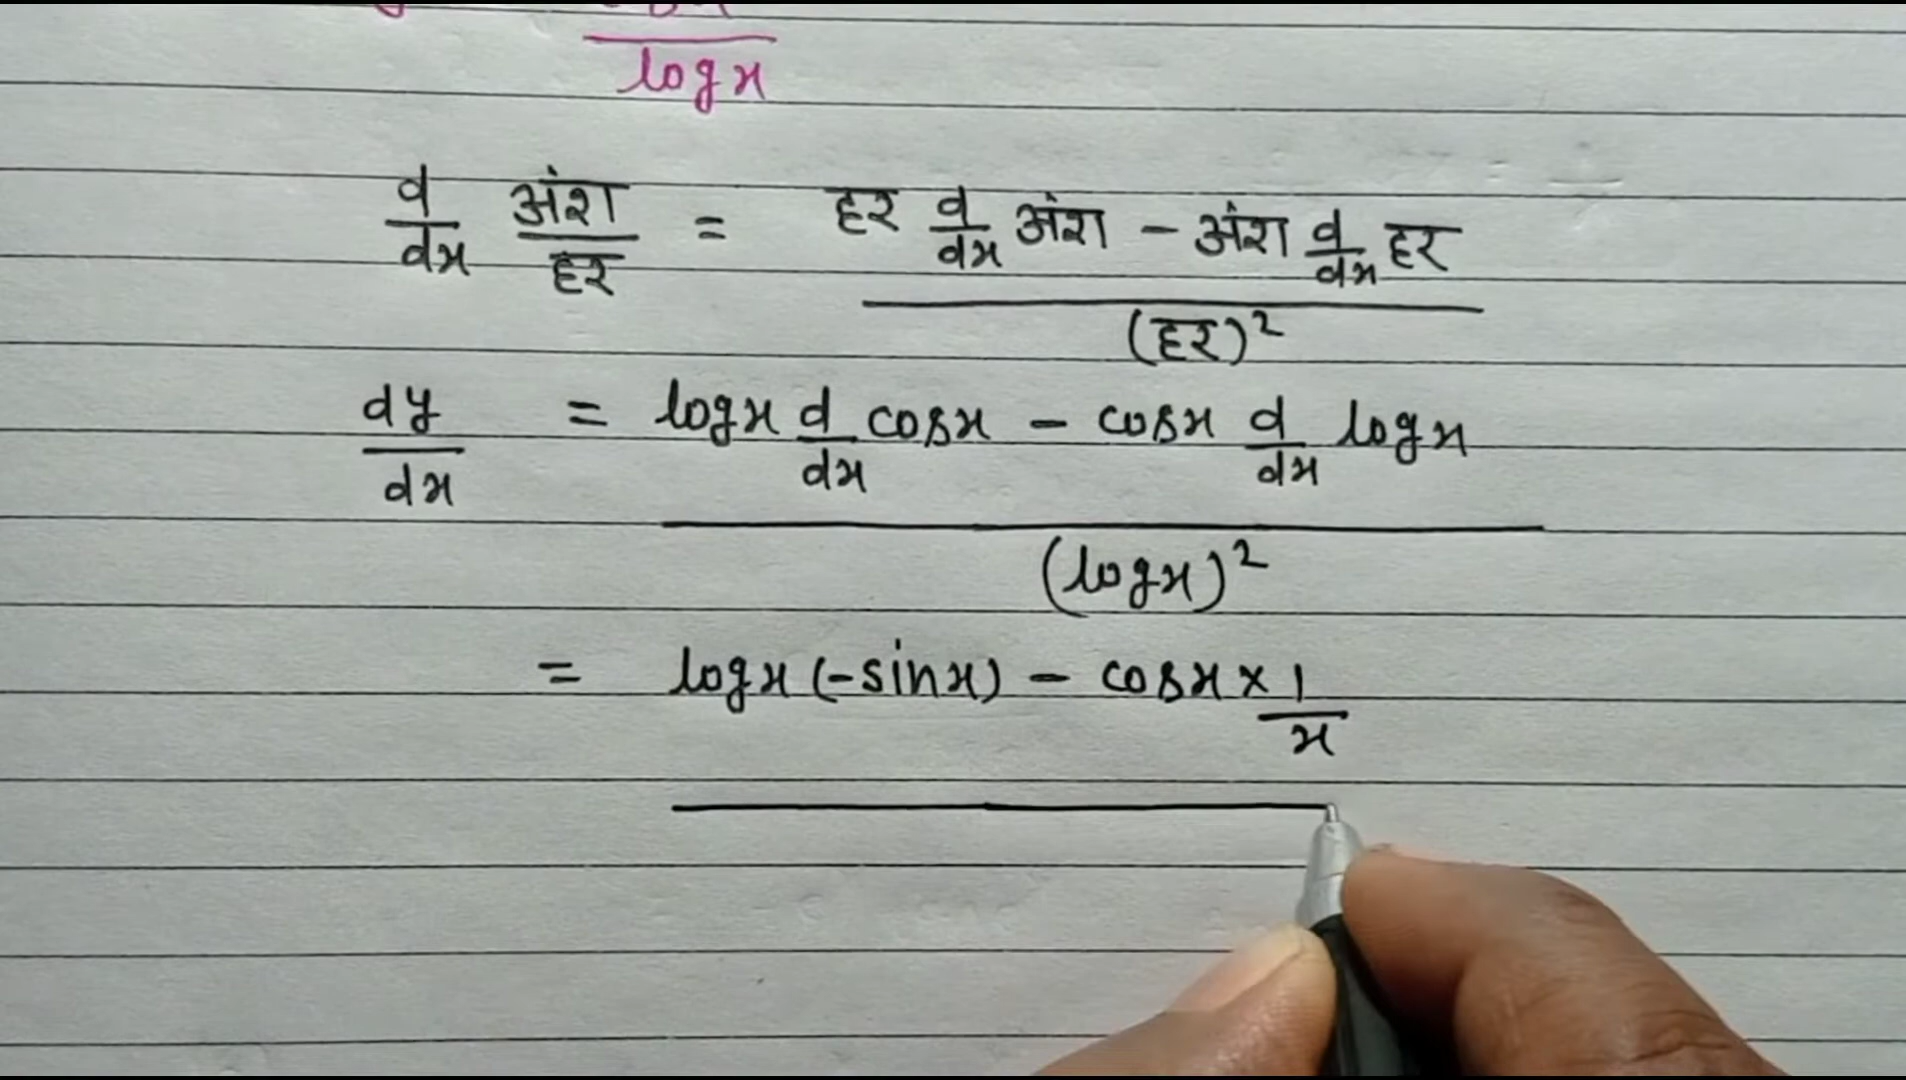 log x
d/dx अंश/हर = हर d/dx अंश - अंश d/dx हर / (हर)²
dy/dx = log x d/dx cos x - cos x d/dx log x / (log x)²
= log x (-sin x) - cos x × 1/x